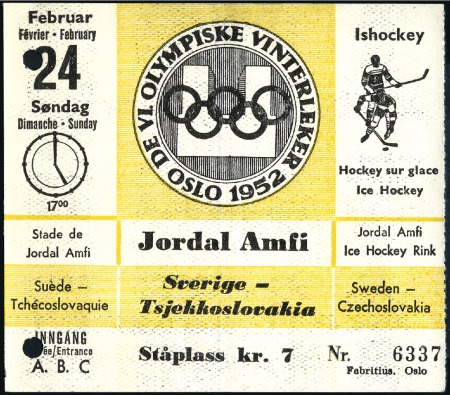 Februar
Février • February
24
Søndag
Dimanche • Sunday
17⁰⁰
DE VI. OLYMPISKE VINTERLEKER
OSLO 1952
Ishockey
Hockey sur glace
Ice Hockey
Stade de
Jordal Amfi
Jordal Amfi
Jordal Amfi
Ice Hockey Rink
Suède –
Tchécoslovaquie
Sverige –
Tsjekkoslovakia
Sweden –
Czechoslovakia
INNGANG
/Entrance
A. B. C
Ståplass kr. 7
Nr. 6337
Fabritius, Oslo